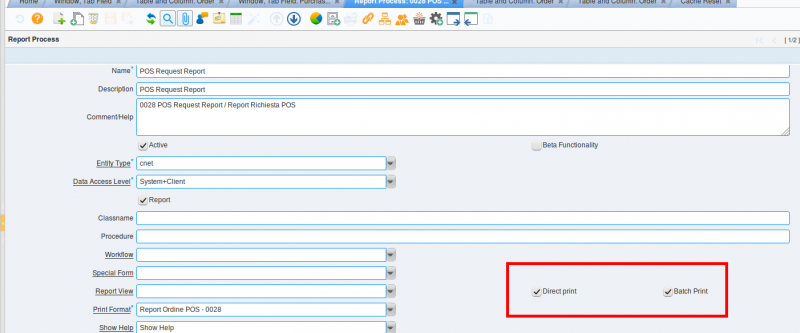 Home Window, Tab Field Table and Column: Order Window, Tab Field: Purchas... Report Process: 0028 POS ... Table and Column: Order Table and Column: Order Cache Reset
Report Process [ 1/2 ]
Name* POS Request Report
Description POS Request Report
Comment/Help 0028 POS Request Report / Report Richiesta POS
Active Beta Functionality
Entity Type* cnet
Data Access Level* System+Client
Report
Classname
Procedure
Workflow
Special Form
Report View Direct print Batch Print
Print Format* Report Ordine POS - 0028
Show Help Show Help